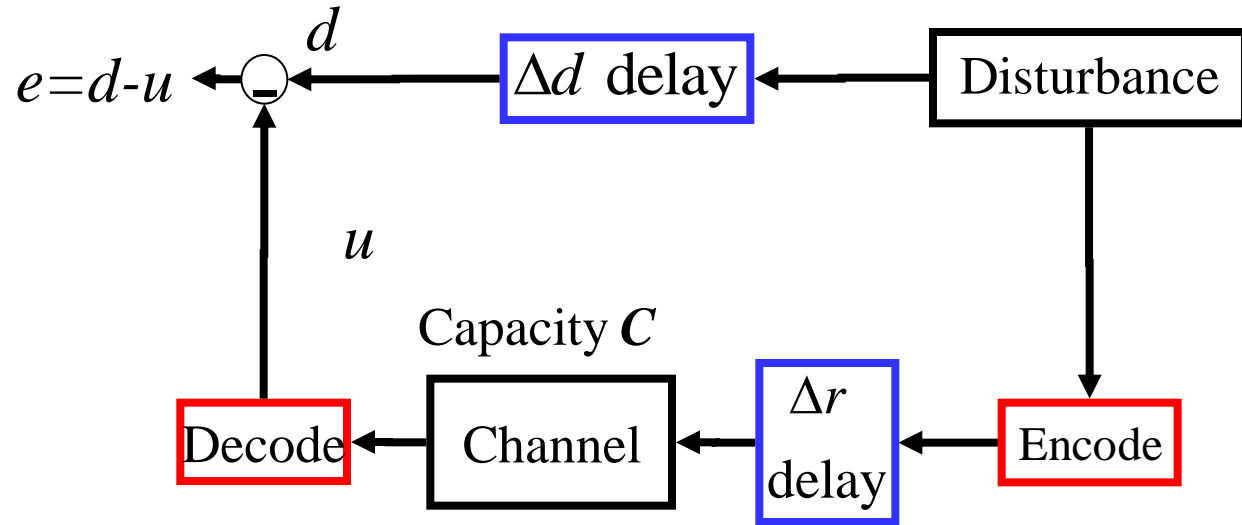 d
e=d-u
Δd delay
Disturbance
u
Capacity C
Δr
delay
Decode
Channel
Encode